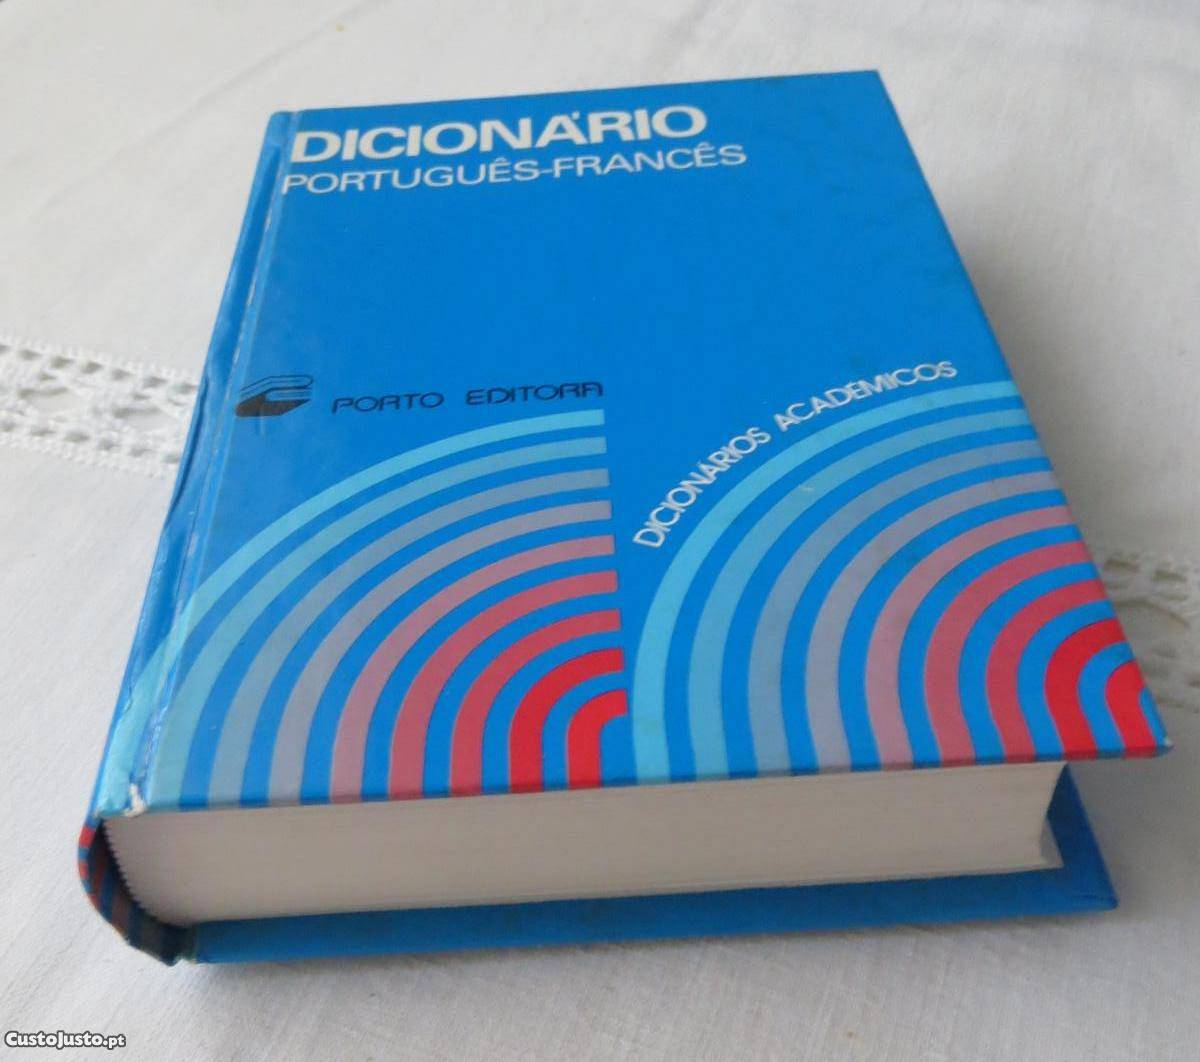 DICIONÁRIO
PORTUGUÊS-FRANCÊS
PORTO EDITORA
DICIONÁRIOS ACADÉMICOS
CustoJusto.pt